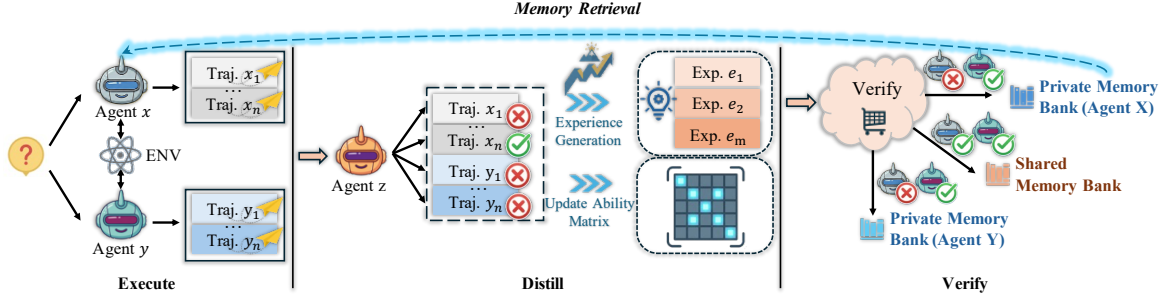 Memory Retrieval
?
Agent x
Traj. x₁
...
Traj. xₙ
ENV
Agent y
Traj. y₁
...
Traj. yₙ
Execute
Agent z
Traj. x₁
...
Traj. xₙ
Traj. y₁
...
Traj. yₙ
Experience
Generation
Update Ability
Matrix
Exp. e₁
Exp. e₂
Exp. eₘ
Distill
Verify
Private Memory
Bank (Agent X)
Shared
Memory Bank
Private Memory
Bank (Agent Y)
Verify